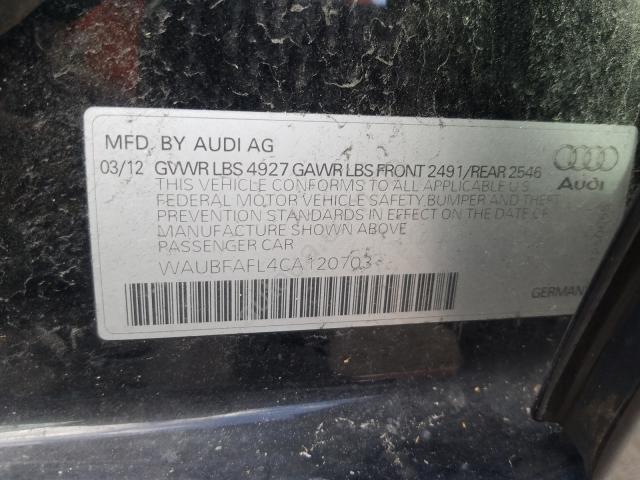 MFD. BY AUDI AG
03/12 GVWR LBS 4927 GAWR LBS FRONT 2491/REAR 2546
THIS VEHICLE CONFORMS TO ALL APPLICABLE U.S.
FEDERAL MOTOR VEHICLE SAFETY,BUMPER AND THEFT
PREVENTION STANDARDS IN EFFECT ON THE DATE OF
MANUFACTURE SHOWN ABOVE
PASSENGER CAR
WAUBFAFL4CA120703
Audi
GERMAN